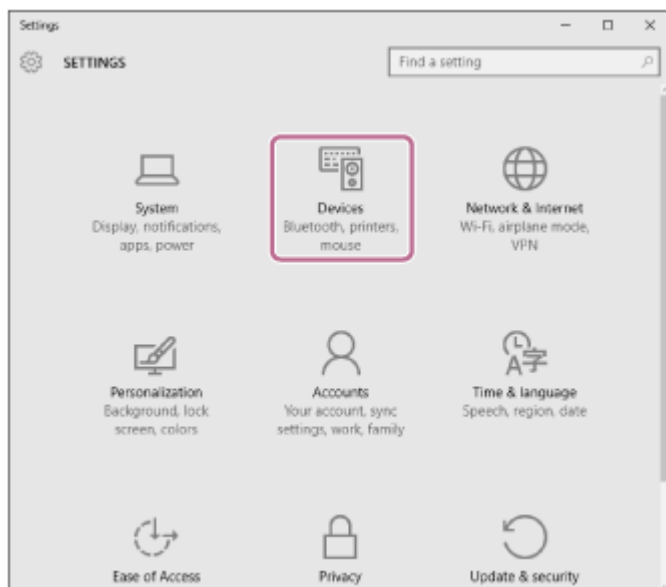 Settings
SETTINGS
Find a setting
System
Display, notifications,
apps, power
Devices
Bluetooth, printers,
mouse
Network & Internet
Wi-Fi, airplane mode,
VPN
Personalization
Background, lock
screen, colors
Accounts
Your account, sync
settings, work, family
Time & language
Speech, region, date
Ease of Access
Privacy
Update & security